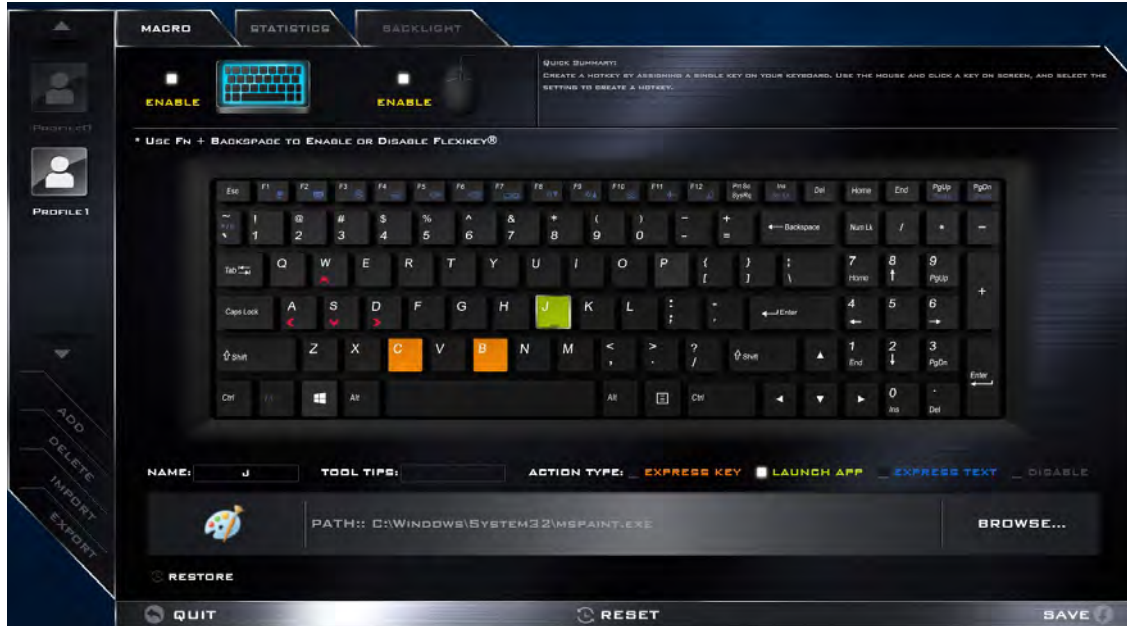 MACRO STATISTICS BACKLIGHT
QUICK SUMMARY:
CREATE A HOTKEY BY ASSIGNING A SINGLE KEY ON YOUR KEYBOARD. USE THE MOUSE AND CLICK A KEY ON SCREEN, AND SELECT THE
SETTING TO CREATE A HOTKEY.
ENABLE ENABLE
PROFILE0
* USE FN + BACKSPACE TO ENABLE OR DISABLE FLEXIKEY®
PROFILE1
Esc F1 F2 F3 F4 F5 F6 F7 F8 F9 F10 F11 F12 Prt Sc SysRq Ins Del Home End PgUp PgDn
~ ! @ # $ % ^ & * ( ) - +
` 1 2 3 4 5 6 7 8 9 0 - = ← Backspace Num Lk / * -
Tab Q W E R T Y U I O P { [ } ] | \ 7 Home 8 ↑ 9 PgUp +
Caps Lock A S D F G H J K L : ; Enter 4 ← 5 6 →
⇧ Shift Z X C V B N M < , > . ? / ⇧ Shift ▲ 1 End 2 ↓ 3 PgDn Enter
Ctrl Alt Alt Ctrl ◄ ▼ ► 0 Ins . Del
ADD
DELETE
IMPORT
EXPORT
NAME: J TOOL TIPS: ACTION TYPE: EXPRESS KEY LAUNCH APP EXPRESS TEXT DISABLE
PATH:: C:\WINDOWS\SYSTEM32\MSPAINT.EXE BROWSE...
RESTORE
QUIT RESET SAVE